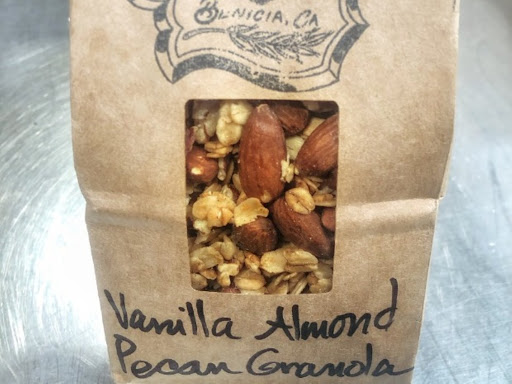 BENICIA, CA
Vanilla Almond
Pecan Granola